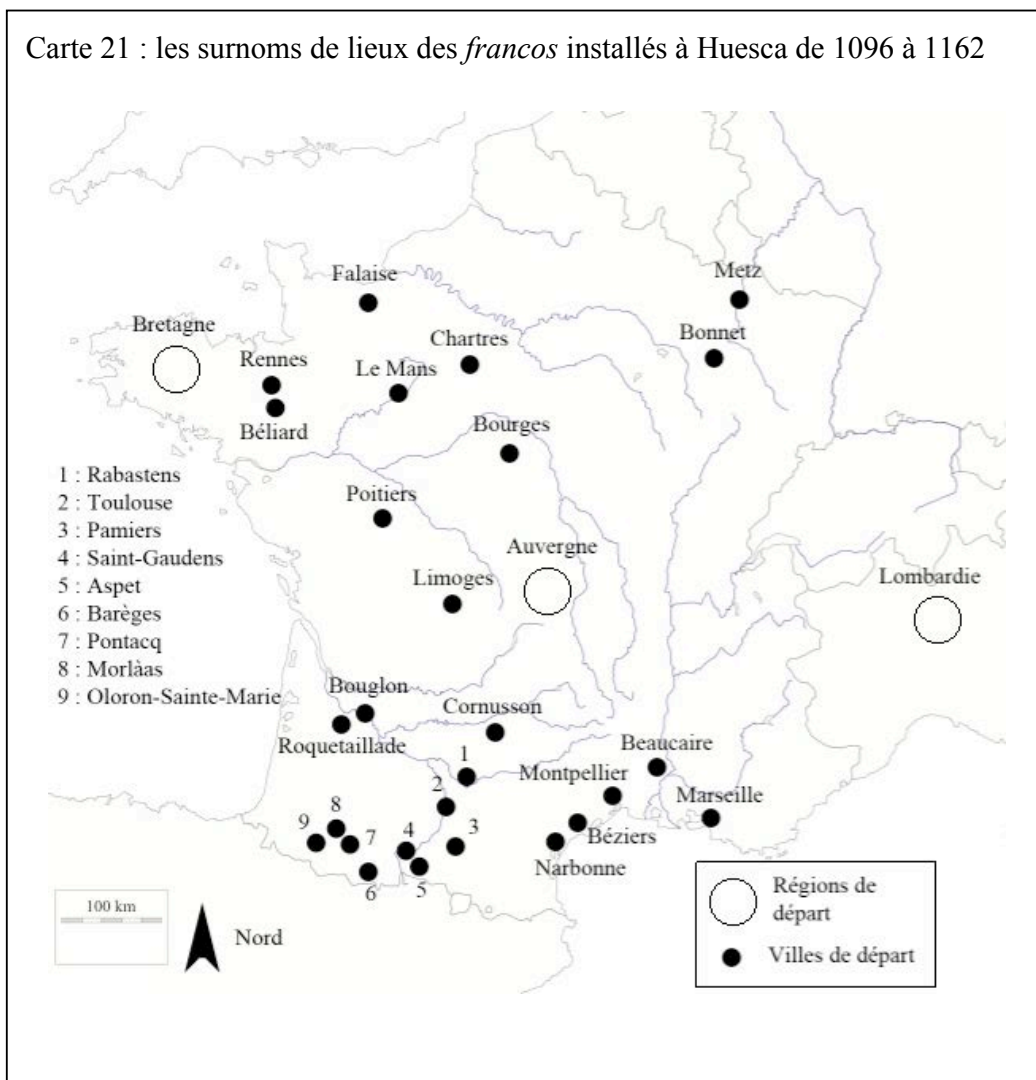 Carte 21 : les surnoms de lieux des francos installés à Huesca de 1096 à 1162
Falaise
Metz
Bretagne
Chartres
Bonnet
Rennes
Le Mans
Béliard
Bourges
1 : Rabastens
2 : Toulouse
3 : Pamiers
4 : Saint-Gaudens
5 : Aspet
6 : Barèges
7 : Pontacq
8 : Morlàas
9 : Oloron-Sainte-Marie
Poitiers
Auvergne
Limoges
Lombardie
Bouglon
Cornusson
Roquetaillade
Beaucaire
1
Montpellier
2
Marseille
8
9
7
4
3
Béziers
Narbonne
6
5
100 km
Nord
Régions de
départ
Villes de départ